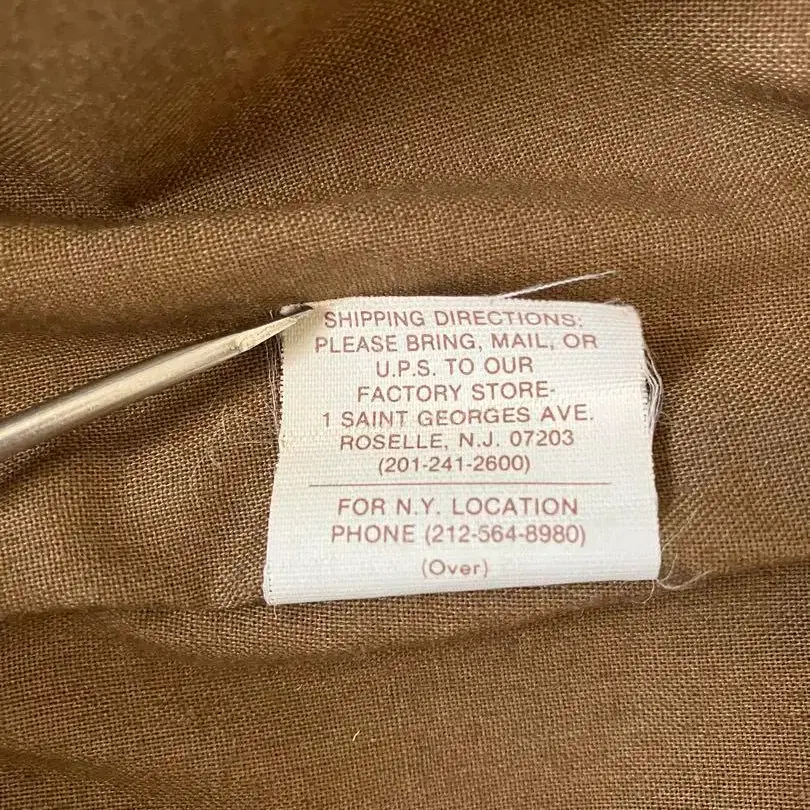 SHIPPING DIRECTIONS:
PLEASE BRING, MAIL, OR
U.P.S. TO OUR
FACTORY STORE-
1 SAINT GEORGES AVE.
ROSELLE, N.J. 07203
(201-241-2600)
FOR N.Y. LOCATION
PHONE (212-564-8980)
(Over)